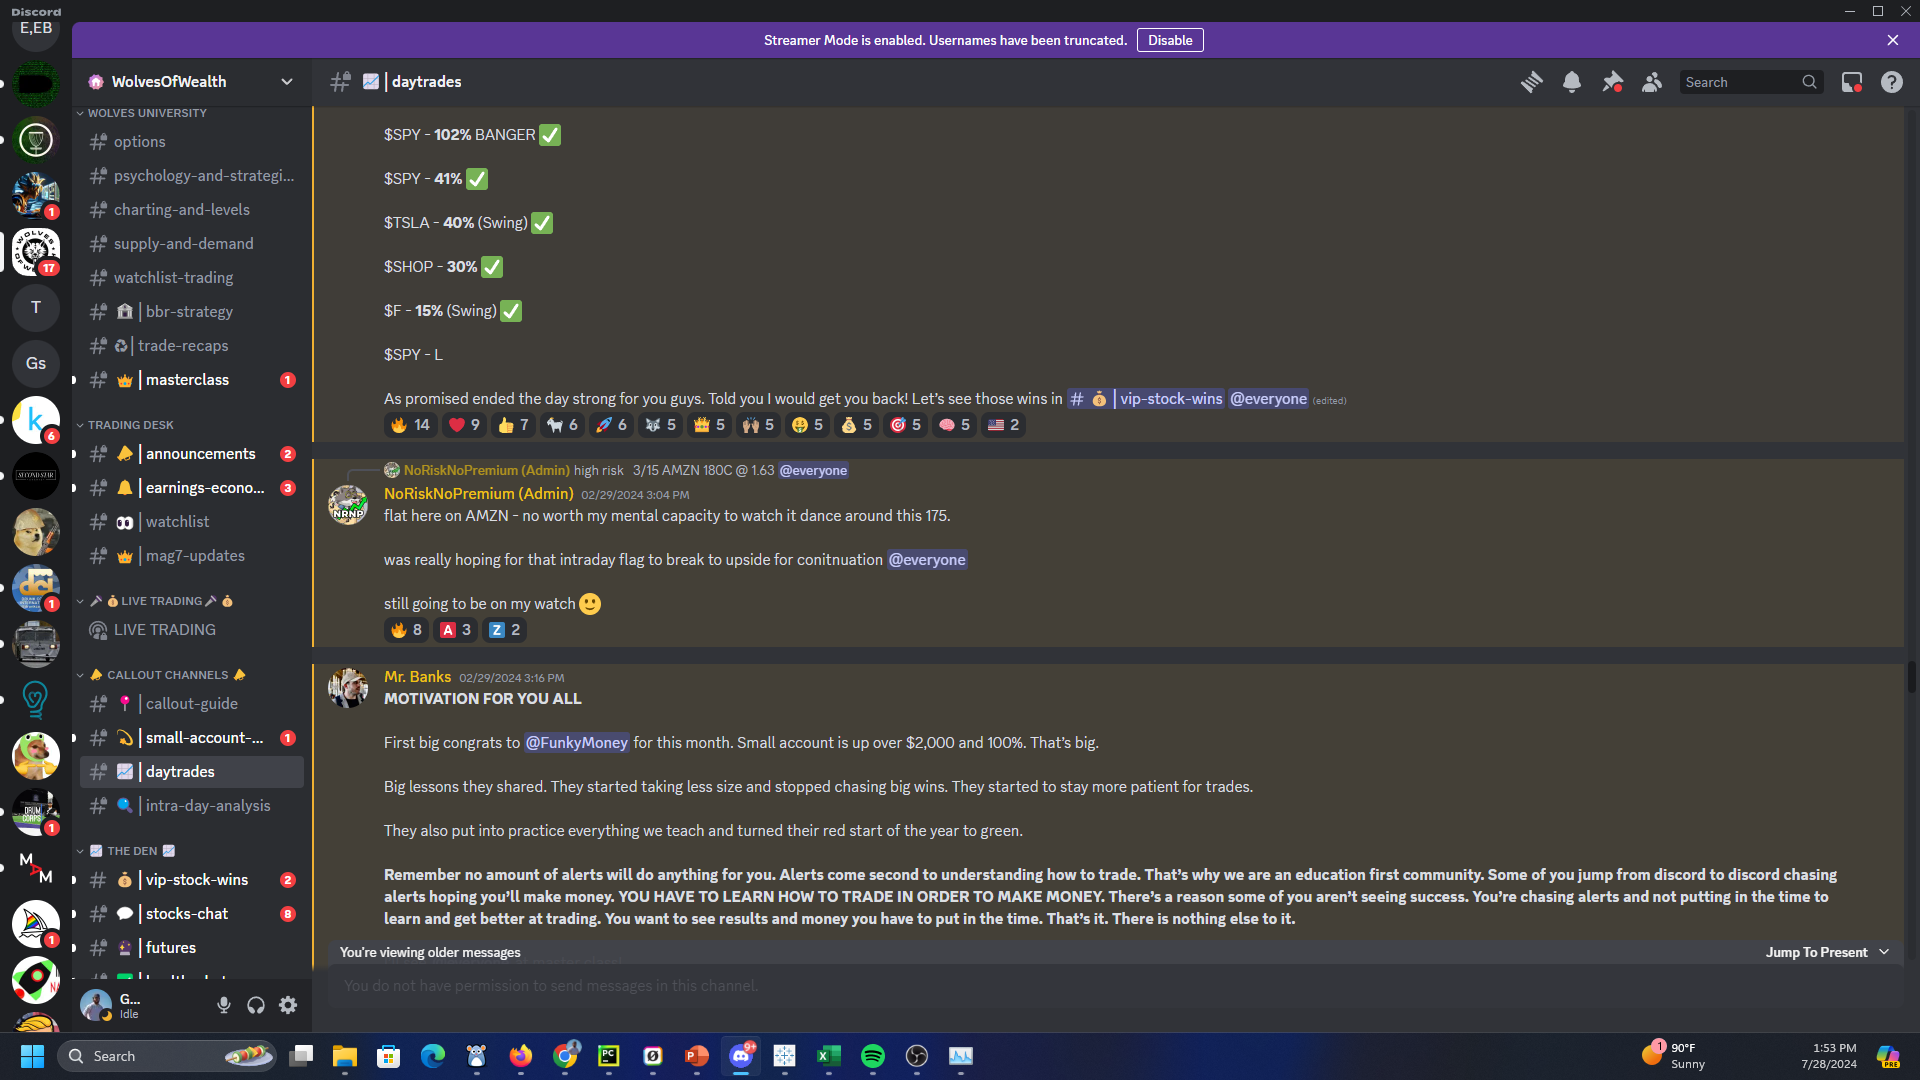 Discord
E,EB
Streamer Mode is enabled. Usernames have been truncated.
Disable
WolvesOfWealth
| daytrades
Search
WOLVES UNIVERSITY
options
psychology-and-strategi...
charting-and-levels
supply-and-demand
watchlist-trading
| bbr-strategy
| trade-recaps
| masterclass 1
TRADING DESK
| announcements 2
| earnings-econo... 3
| watchlist
| mag7-updates
LIVE TRADING
LIVE TRADING
CALLOUT CHANNELS
| callout-guide
| small-account-... 1
| daytrades
| intra-day-analysis
THE DEN
| vip-stock-wins 2
| stocks-chat 8
| futures
1
17
T
Gs
k
6
SECOND STAR
dci
1
DRUM CORPS
1
MAM
1
G...
Idle
$SPY - 102% BANGER ✅
$SPY - 41% ✅
$TSLA - 40% (Swing) ✅
$SHOP - 30% ✅
$F - 15% (Swing) ✅
$SPY - L
As promised ended the day strong for you guys. Told you I would get you back! Let's see those wins in # 💰 | vip-stock-wins @everyone (edited)
🔥 14 ❤️ 9 👍 7 🐐 6 🚀 6 🐺 5 👑 5 🙌 5 🤑 5 💰 5 🎯 5 🧠 5 🇺🇸 2
NoRiskNoPremium (Admin) high risk 3/15 AMZN 180C @ 1.63 @everyone
NRNP
NoRiskNoPremium (Admin) 02/29/2024 3:04 PM
flat here on AMZN - no worth my mental capacity to watch it dance around this 175.
was really hoping for that intraday flag to break to upside for conitnuation @everyone
still going to be on my watch 🙂
🔥 8 A 3 Z 2
Mr. Banks 02/29/2024 3:16 PM
MOTIVATION FOR YOU ALL
First big congrats to @FunkyMoney for this month. Small account is up over $2,000 and 100%. That's big.
Big lessons they shared. They started taking less size and stopped chasing big wins. They started to stay more patient for trades.
They also put into practice everything we teach and turned their red start of the year to green.
Remember no amount of alerts will do anything for you. Alerts come second to understanding how to trade. That's why we are an education first community. Some of you jump from discord to discord chasing
alerts hoping you'll make money. YOU HAVE TO LEARN HOW TO TRADE IN ORDER TO MAKE MONEY. There's a reason some of you aren't seeing success. You're chasing alerts and not putting in the time to
learn and get better at trading. You want to see results and money you have to put in the time. That's it. There is nothing else to it.
You're viewing older messages
Jump To Present
You do not have permission to send messages in this channel.
Search
PC
9+
1
90°F
Sunny
1:53 PM
7/28/2024
PRE